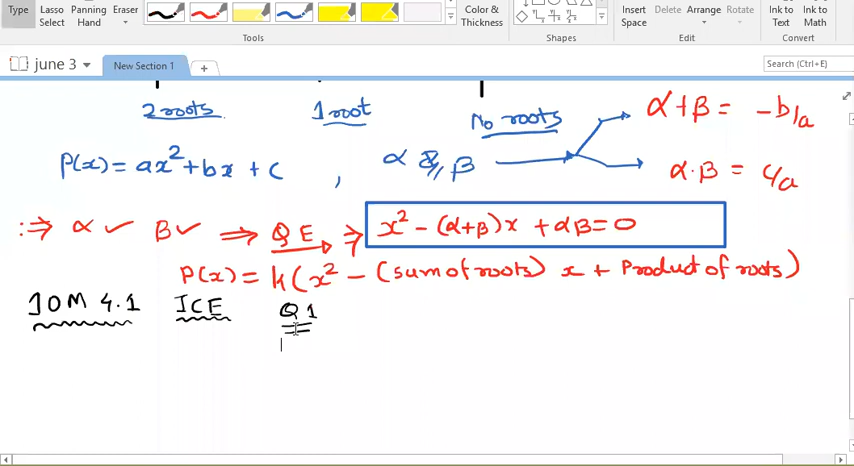 Type Lasso Select Panning Hand Eraser Color & Thickness Insert Space Delete Arrange Rotate Ink to Text Ink to Math
Tools Shapes Edit Convert
june 3 New Section 1 Search (Ctrl+E)
2 roots 1 root No roots α+β = -b/a
P(x) = ax²+bx+c , α & β α·β = c/a
:⇒ α ✓ β ✓ ⇒ QE ⇒ x² - (α+β)x + αβ = 0
P(x) = k(x² - (sum of roots) x + Product of roots)
10M 4.1 ICE Q1